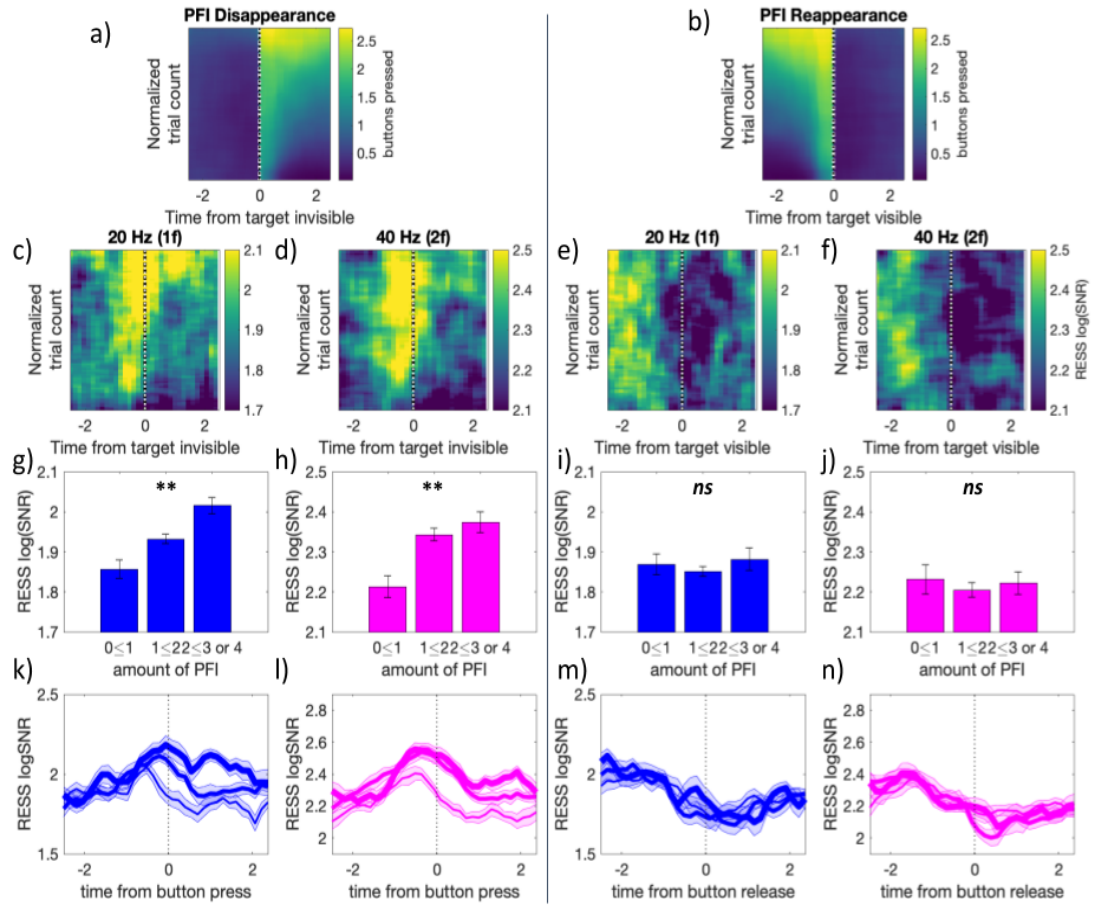 PFI Disappearance
a)
Normalized
trial count
2.5
2
1.5
1
0.5
buttons pressed
-2 0 2
Time from target invisible
PFI Reappearance
b)
Normalized
trial count
2.5
2
1.5
1
0.5
buttons pressed
-2 0 2
Time from target visible
c)
20 Hz (1f)
Normalized
trial count
2.1
2
1.9
1.8
1.7
-2 0 2
Time from target invisible
d)
40 Hz (2f)
Normalized
trial count
2.5
2.4
2.3
2.2
2.1
-2 0 2
Time from target invisible
e)
20 Hz (1f)
Normalized
trial count
2.1
2
1.9
1.8
1.7
-2 0 2
Time from target visible
f)
40 Hz (2f)
Normalized
trial count
2.5
2.4
2.3
2.2
2.1
RESS log(SNR)
-2 0 2
Time from target visible
g)
RESS log(SNR)
2.1
2
1.9
1.8
1.7
**
0≤1 1≤22≤3 or 4
amount of PFI
h)
RESS log(SNR)
2.5
2.4
2.3
2.2
2.1
**
0≤1 1≤22≤3 or 4
amount of PFI
i)
RESS log(SNR)
2.1
2
1.9
1.8
1.7
ns
0≤1 1≤22≤3 or 4
amount of PFI
j)
RESS log(SNR)
2.5
2.4
2.3
2.2
2.1
ns
0≤1 1≤22≤3 or 4
amount of PFI
k)
RESS logSNR
2.5
2
1.5
-2 0 2
time from button press
l)
RESS logSNR
2.8
2.6
2.4
2.2
2
-2 0 2
time from button press
m)
RESS logSNR
2.5
2
1.5
-2 0 2
time from button release
n)
RESS logSNR
2.8
2.6
2.4
2.2
2
-2 0 2
time from button release